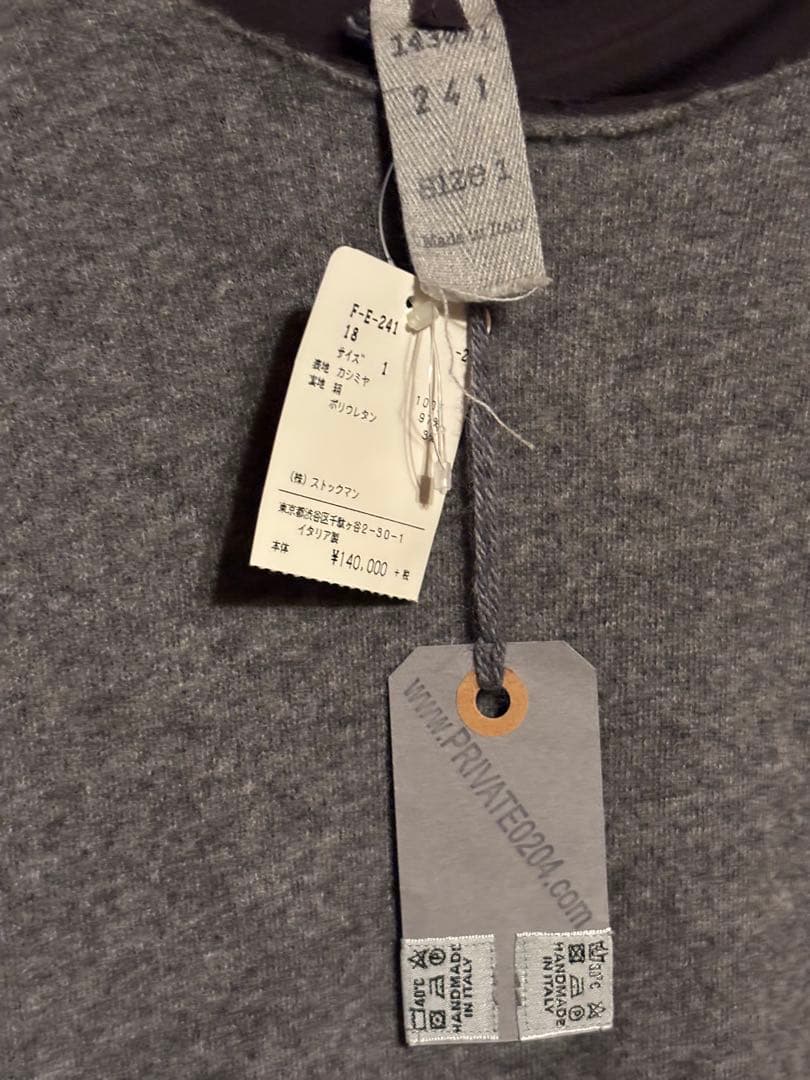 241
size 1
Made in Italy
F-E-241
18
サイズ 1
表地 カシミヤ
裏地 絹
ポリウレタン
(株)ストックマン
東京都渋谷区千駄ヶ谷2-30-1
イタリア製
本体 ¥140,000 +税
www.PRIVATE0204.com
40°C
HANDMADE
IN ITALY
30°C
HANDMADE
IN ITALY